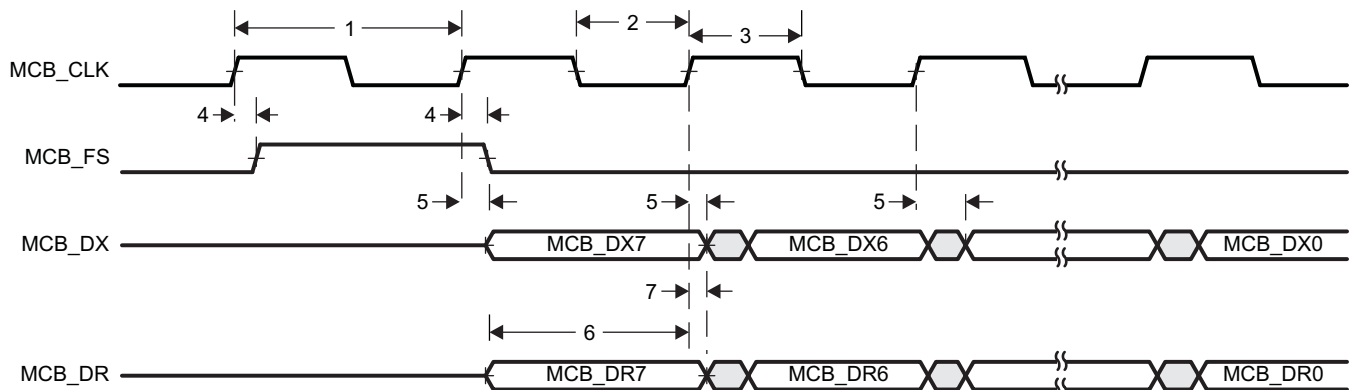 1
2
3
MCB_CLK
4
4
MCB_FS
5
5
5
MCB_DX
MCB_DX7
MCB_DX6
MCB_DX0
7
6
MCB_DR
MCB_DR7
MCB_DR6
MCB_DR0